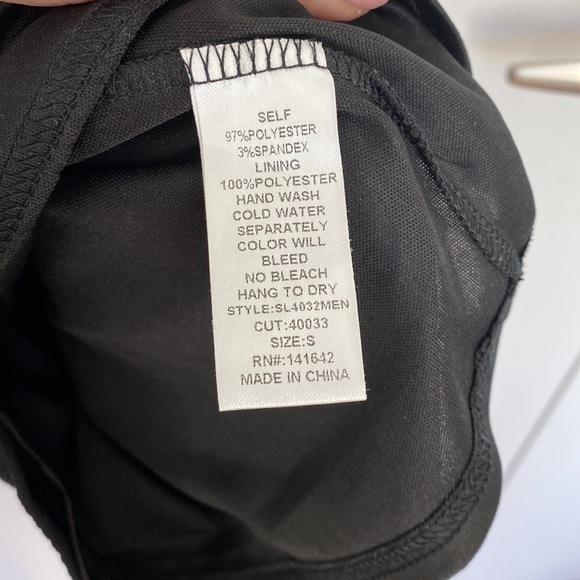 SELF
97%POLYESTER
3%SPANDEX
LINING
100%POLYESTER
HAND WASH
COLD WATER
SEPARATELY
COLOR WILL
BLEED
NO BLEACH
HANG TO DRY
STYLE:SL4032MEN
CUT:40033
SIZE:S
RN#:141642
MADE IN CHINA